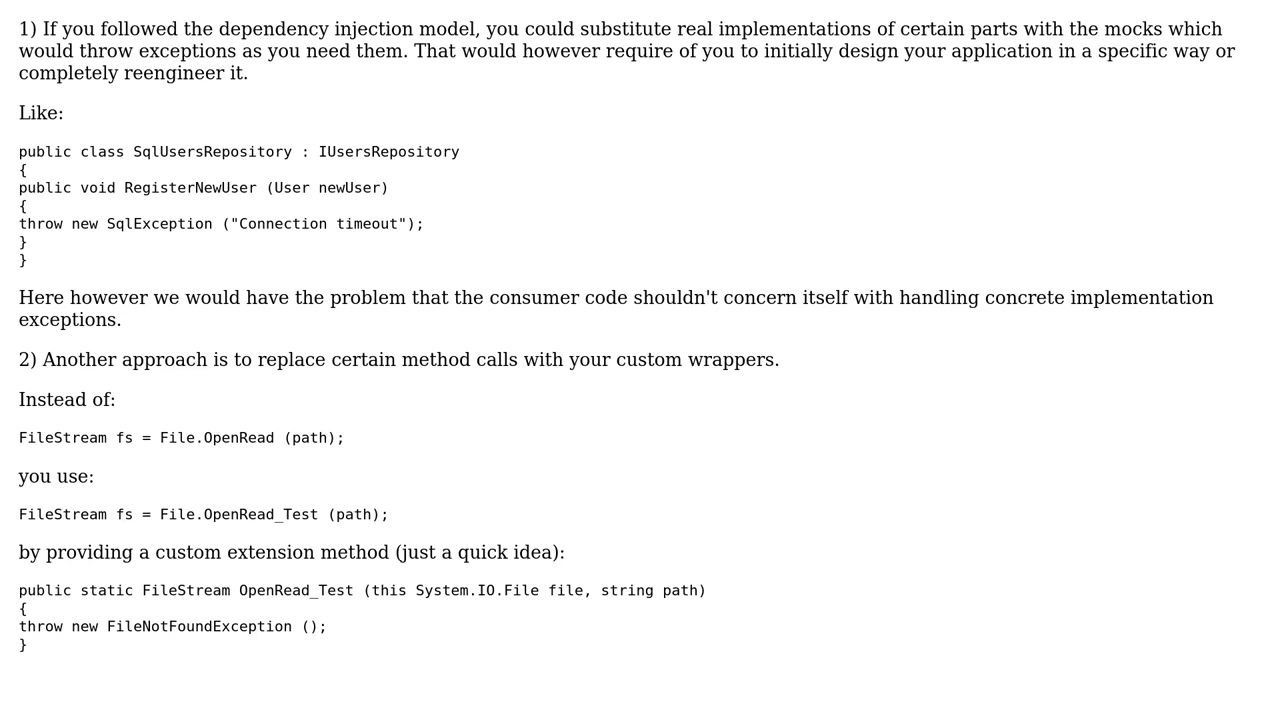 1) If you followed the dependency injection model, you could substitute real implementations of certain parts with the mocks which
would throw exceptions as you need them. That would however require of you to initially design your application in a specific way or
completely reengineer it.
Like:
public class SqlUsersRepository : IUsersRepository
{
public void RegisterNewUser (User newUser)
{
throw new SqlException ("Connection timeout");
}
}
Here however we would have the problem that the consumer code shouldn't concern itself with handling concrete implementation
exceptions.
2) Another approach is to replace certain method calls with your custom wrappers.
Instead of:
FileStream fs = File.OpenRead (path);
you use:
FileStream fs = File.OpenRead_Test (path);
by providing a custom extension method (just a quick idea):
public static FileStream OpenRead_Test (this System.IO.File file, string path)
{
throw new FileNotFoundException ();
}